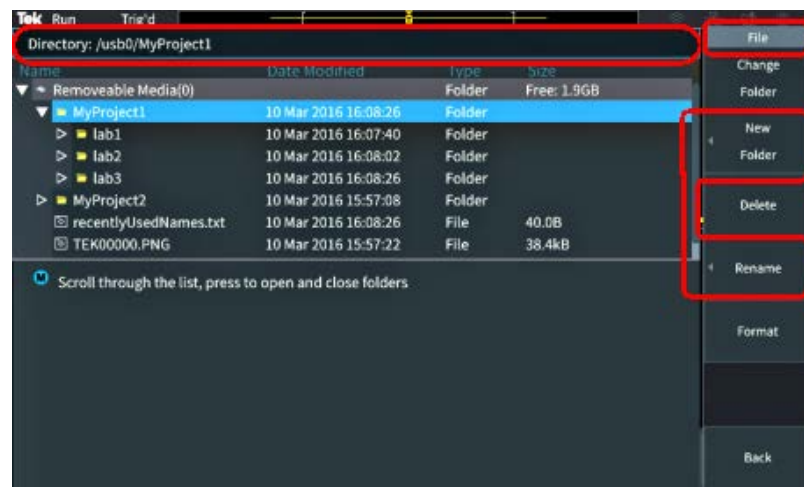 Tek Run Trig'd
Directory: /usb0/MyProject1
Name Date Modified Type Size
Removeable Media(0) Folder Free: 1.9GB
MyProject1 10 Mar 2016 16:08:26 Folder
lab1 10 Mar 2016 16:07:40 Folder
lab2 10 Mar 2016 16:08:02 Folder
lab3 10 Mar 2016 16:08:26 Folder
MyProject2 10 Mar 2016 15:57:08 Folder
recentlyUsedNames.txt 10 Mar 2016 16:08:26 File 40.0B
TEK00000.PNG 10 Mar 2016 15:57:22 File 38.4kB
Scroll through the list, press to open and close folders
File
Change
Folder
New
Folder
Delete
Rename
Format
Back